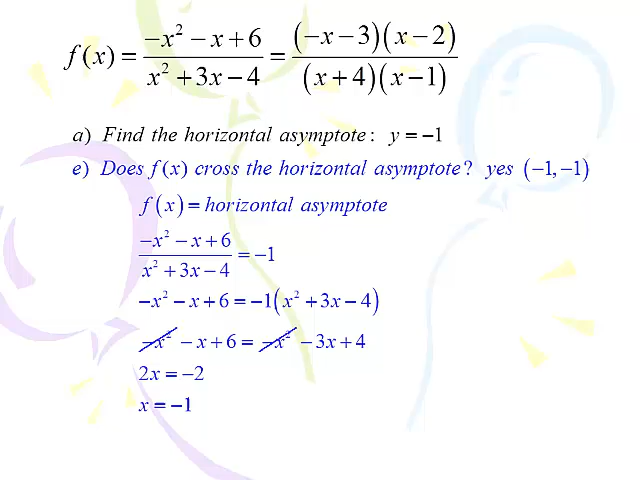 f(x) = (−x² − x + 6)/(x² + 3x − 4) = ((−x − 3)(x − 2))/((x + 4)(x − 1))
a) Find the horizontal asymptote: y = −1
e) Does f(x) cross the horizontal asymptote? yes (−1, −1)
f(x) = horizontal asymptote
(−x² − x + 6)/(x² + 3x − 4) = −1
−x² − x + 6 = −1(x² + 3x − 4)
−x² − x + 6 = −x² − 3x + 4
2x = −2
x = −1